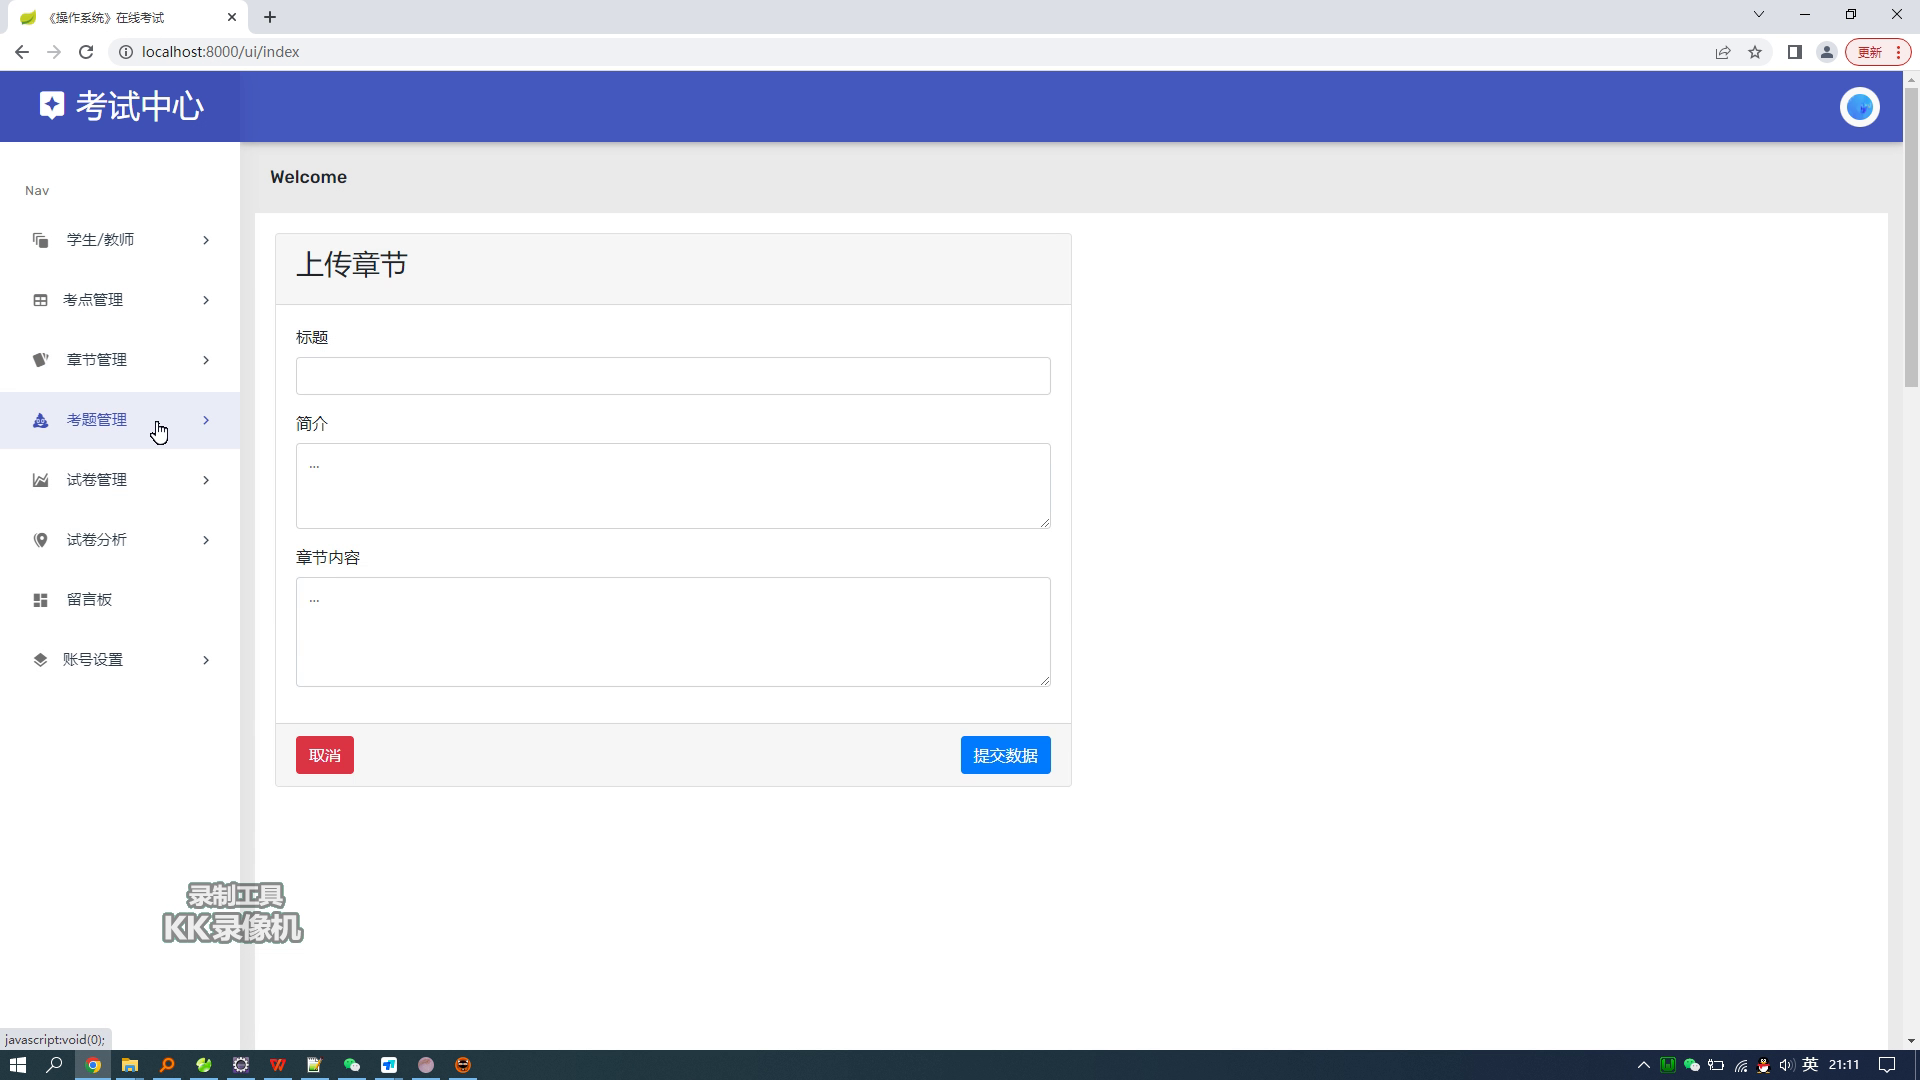 《操作系统》在线考试
localhost:8000/ui/index
更新
考试中心
Welcome
Nav
学生/教师
考点管理
章节管理
考题管理
试卷管理
试卷分析
留言板
账号设置
上传章节
标题
简介
...
章节内容
...
取消
提交数据
录制工具
KK录像机
javascript:void(0);
英
21:11